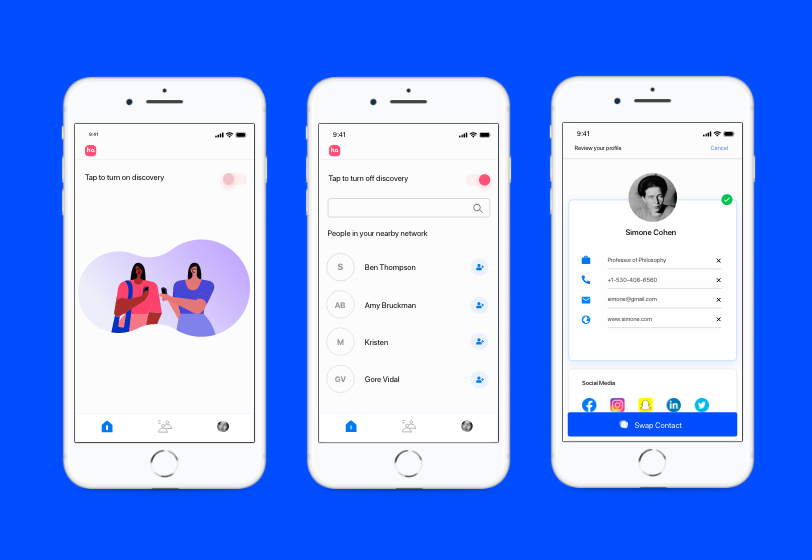 9:41
ha
Tap to turn on discovery
9:41
ha
Tap to turn off discovery
People in your nearby network
S
Ben Thompson
AB
Amy Bruckman
M
Kristen
GV
Gore Vidal
9:41
Review your profile
Cancel
Simone Cohen
Professor of Philosophy
+1-530-406-6560
simone@gmail.com
www.simone.com
Social Media
Swap Contact